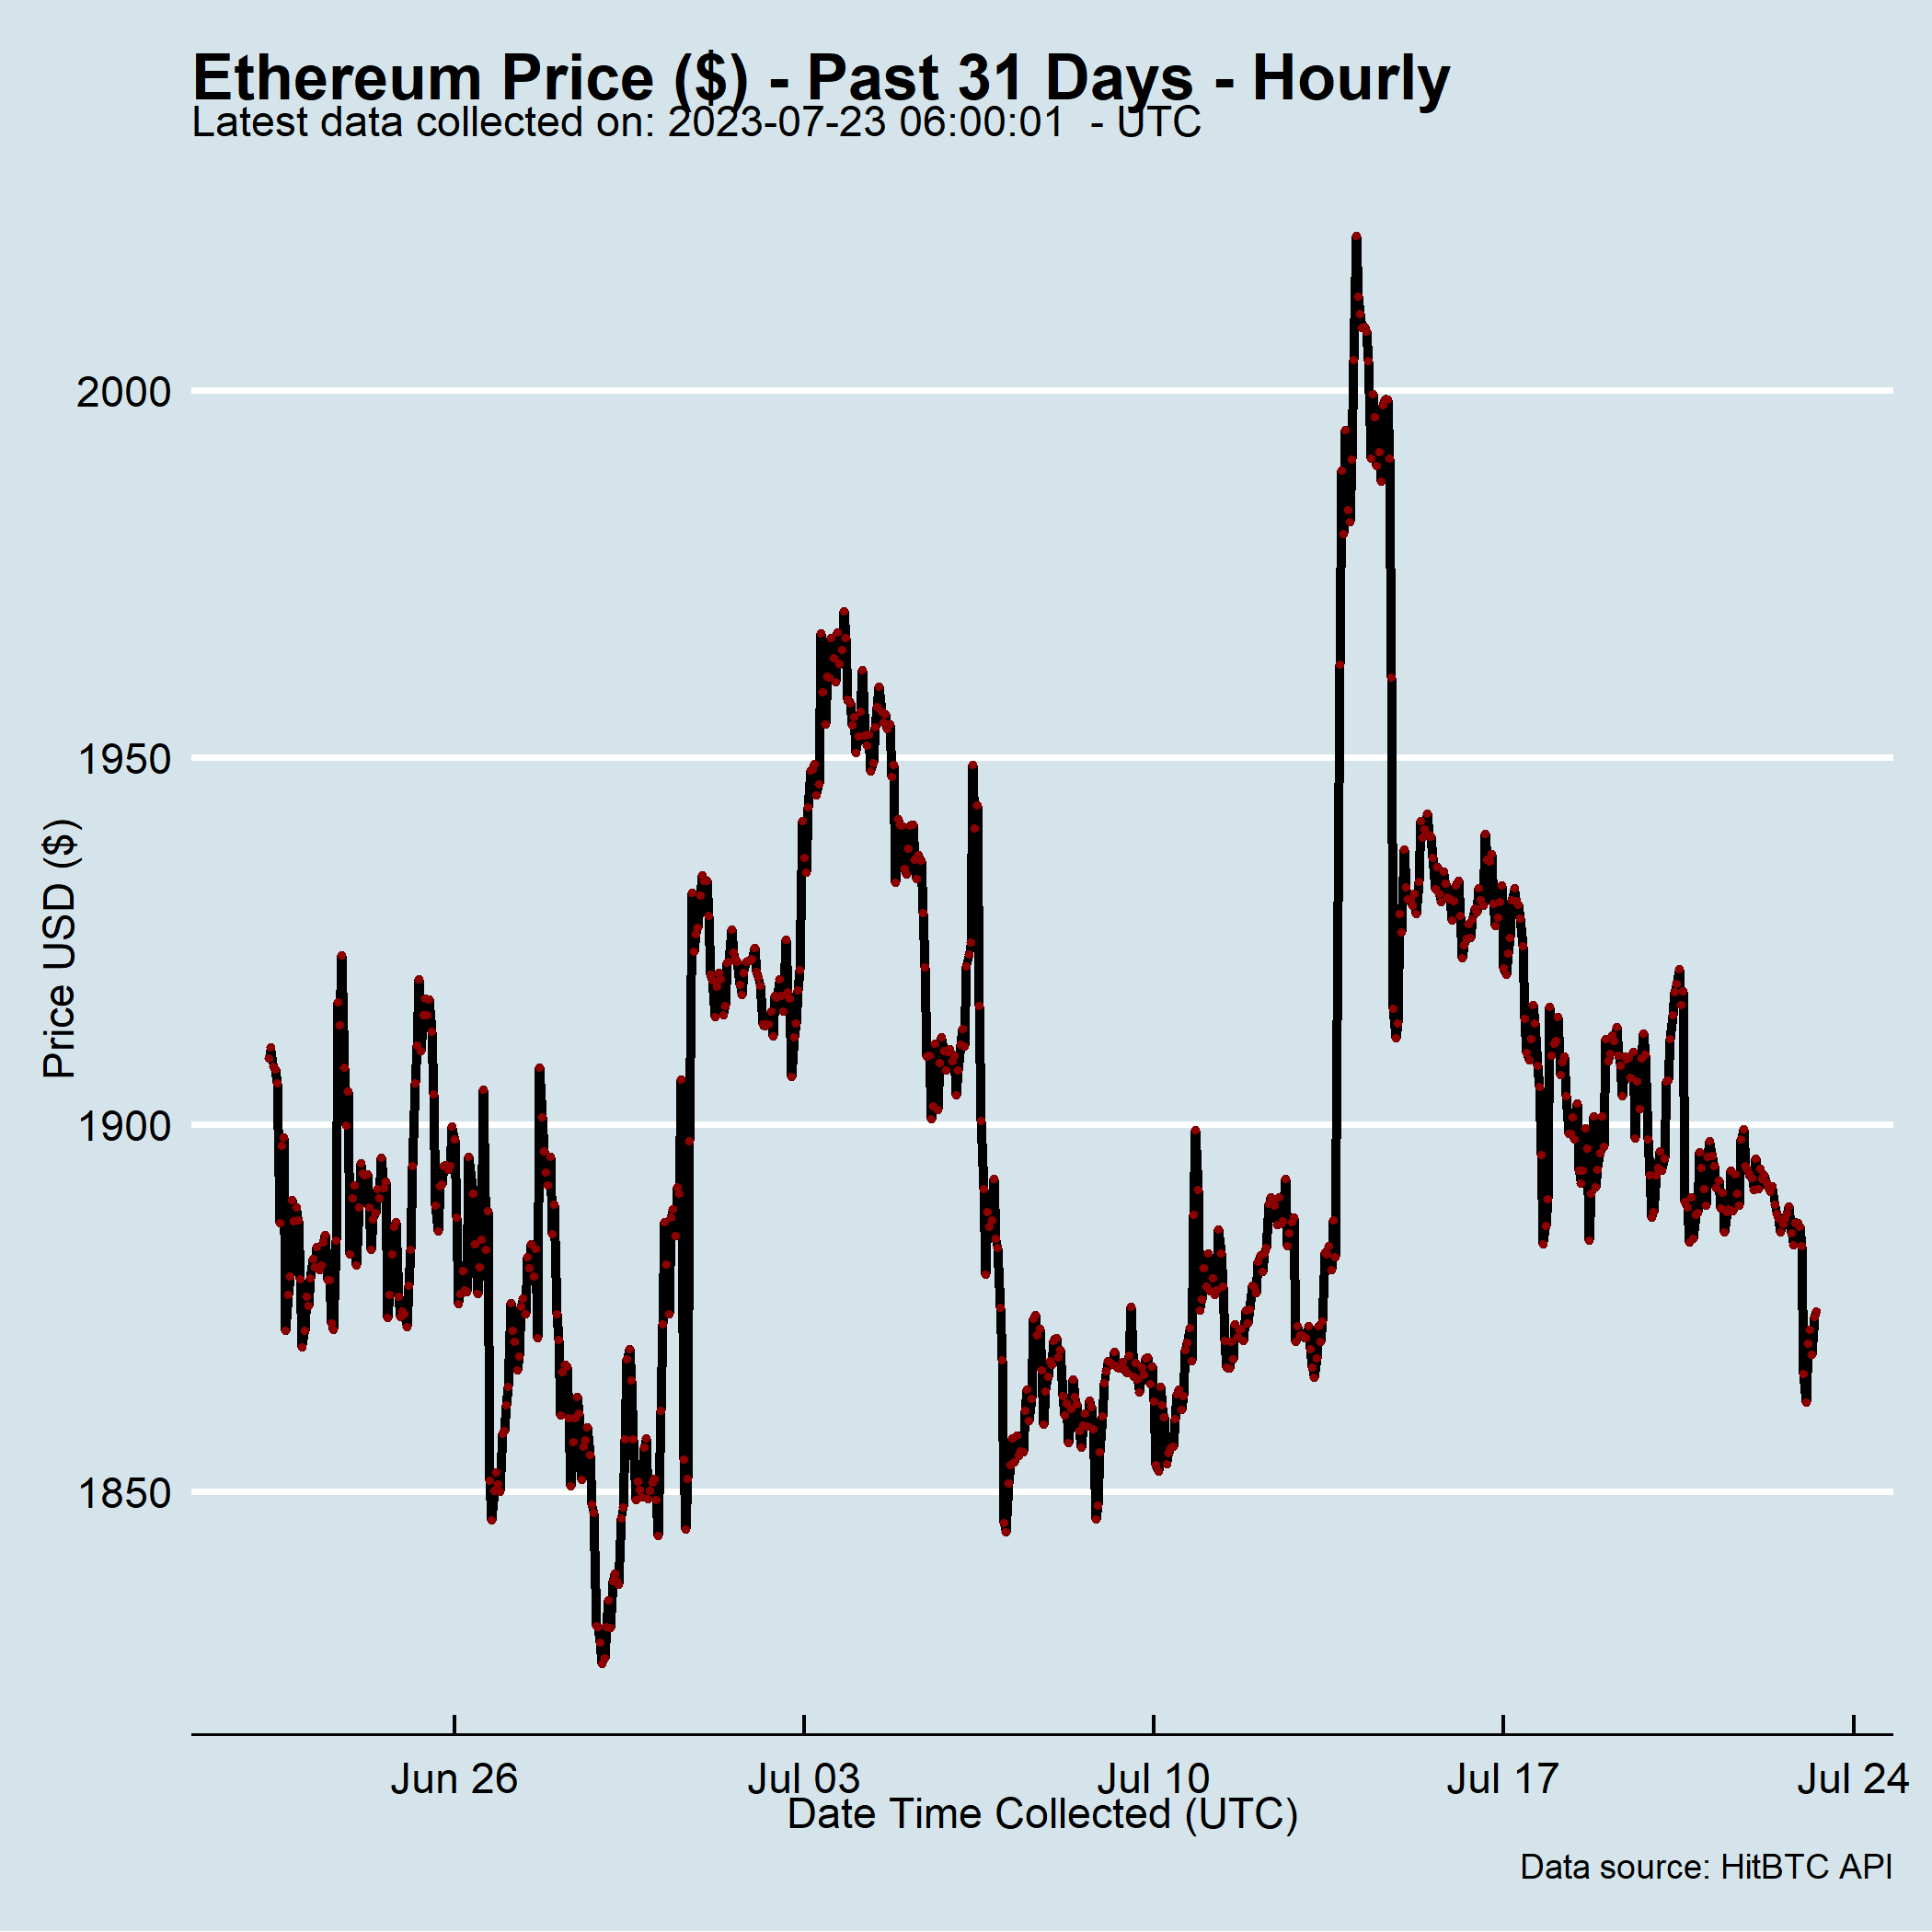 Ethereum Price ($) - Past 31 Days - Hourly
Latest data collected on: 2023-07-23 06:00:01  - UTC
2000
1950
1900
1850
Price USD ($)
Jun 26 Jul 03 Jul 10 Jul 17 Jul 24
Date Time Collected (UTC)
Data source: HitBTC API